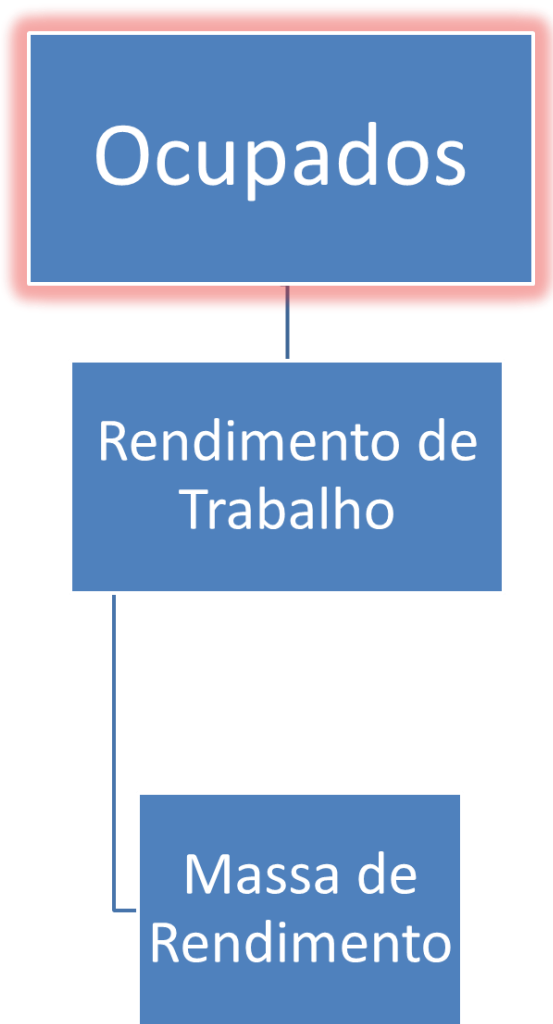 Ocupados
Rendimento de
Trabalho
Massa de
Rendimento